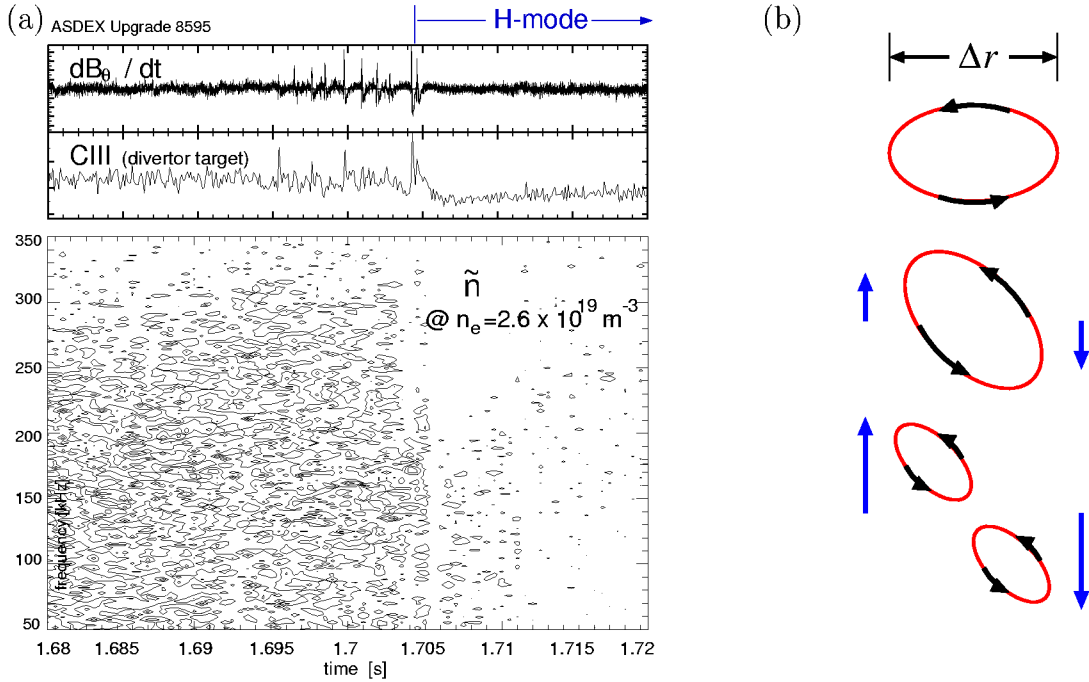 (a)
ASDEX Upgrade 8595
H-mode
dB_θ / dt
CIII (divertor target)
ñ
@ n_e=2.6 x 10^19 m^-3
350
300
250
200
150
100
50
frequency [kHz]
1.68 1.685 1.69 1.695 1.7 1.705 1.71 1.715 1.72
time [s]
(b)
Δr